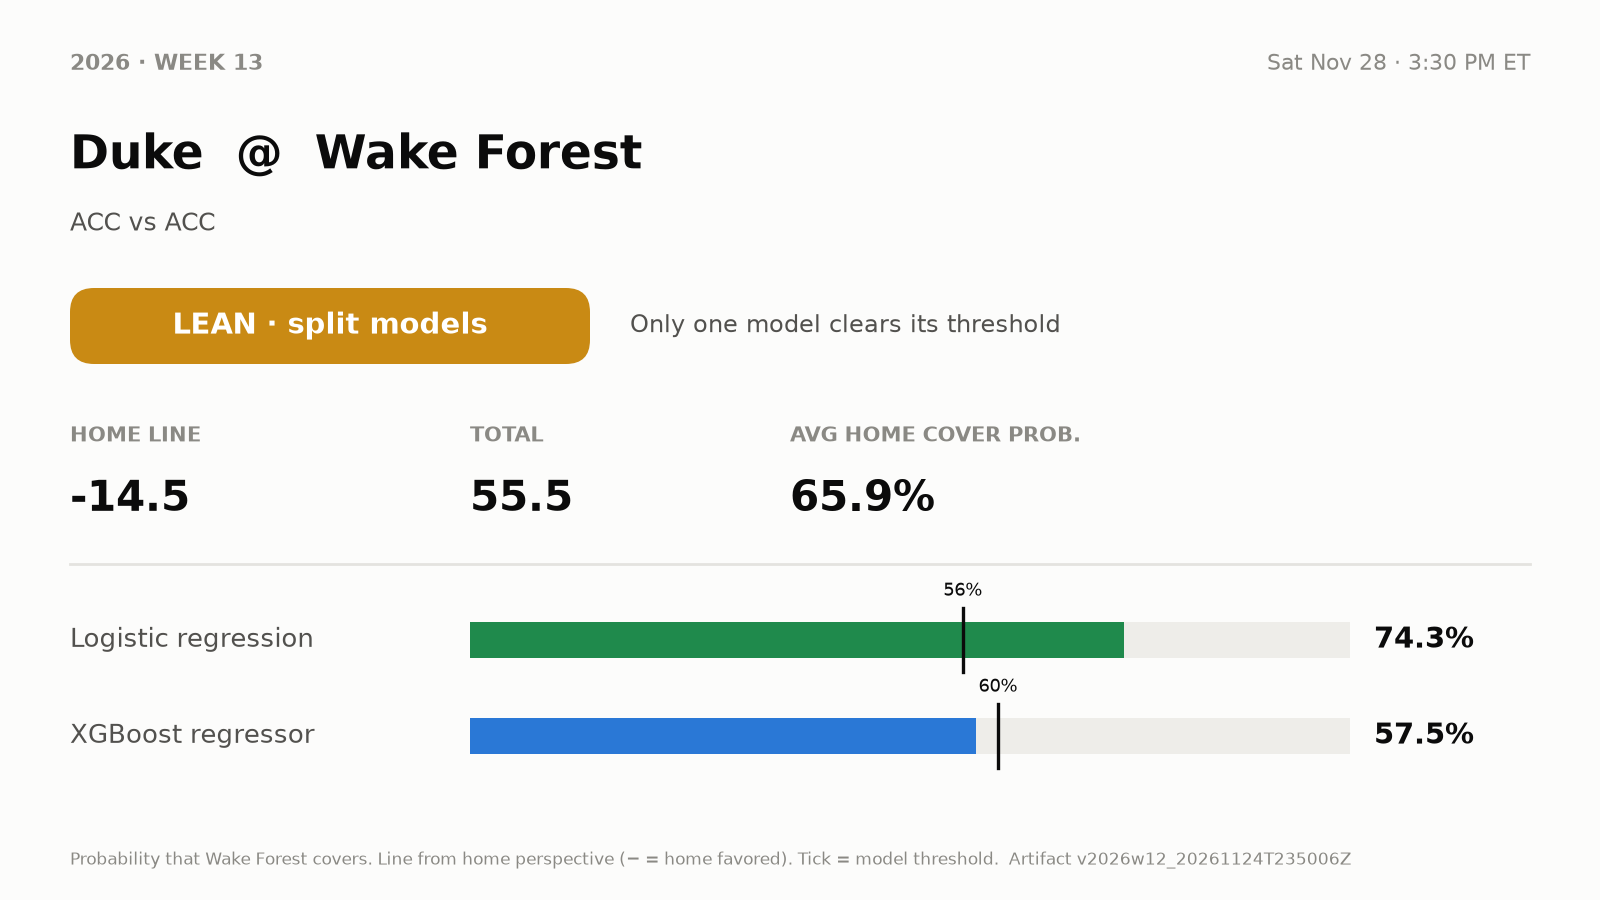 2026 · WEEK 13
Sat Nov 28 · 3:30 PM ET
Duke @ Wake Forest
ACC vs ACC
LEAN · split models
Only one model clears its threshold
HOME LINE
TOTAL
AVG HOME COVER PROB.
-14.5
55.5
65.9%
56%
Logistic regression
74.3%
60%
XGBoost regressor
57.5%
Probability that Wake Forest covers. Line from home perspective (− = home favored). Tick = model threshold. Artifact v2026w12_20261124T235006Z